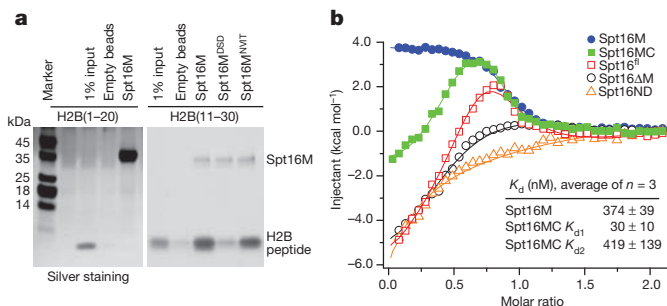 a
Marker
1% input
Empty beads
Spt16M
1% input
Empty beads
Spt16M
Spt16M^DSD
Spt16M^NVIT
H2B(1–20)
H2B(11–30)
kDa
45
35
25
18
14
Spt16M
H2B
peptide
Silver staining
b
Spt16M
Spt16MC
Spt16^fl
Spt16ΔM
Spt16ND
Injectant (kcal mol⁻¹)
4.0
2.0
0.0
−2.0
−4.0
−6.0
K_d (nM), average of n = 3
Spt16M 374 ± 39
Spt16MC K_d1 30 ± 10
Spt16MC K_d2 419 ± 139
0.0 0.5 1.0 1.5 2.0
Molar ratio